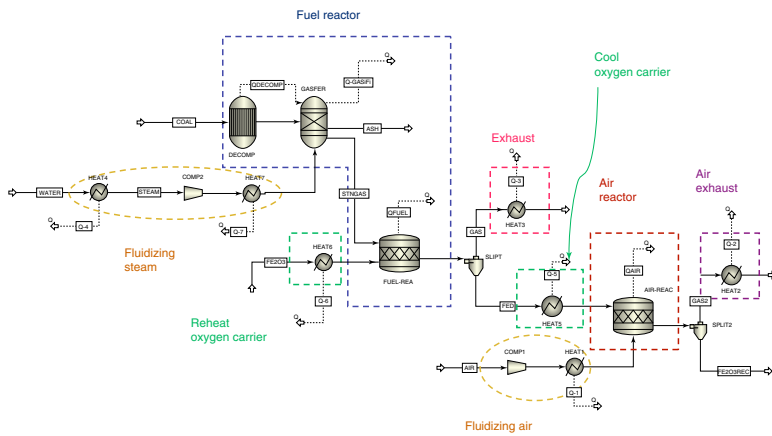 Fuel reactor
Q
QDECOMP
GASIFER
Q-GASIFI
Cool
oxygen carrier
COAL
ASH
DECOMP
Exhaust
Q
Q-3
HEAT4
COMP2
HEAT7
WATER
STEAM
STNGAS
Q
QFUEL
Air
reactor
Air
exhaust
Q
Q-4
Q
Q-7
GAS
HEAT3
Q
Q-2
Fluidizing
steam
HEAT6
FE2O3
SLIPT
Q
Q-5
Q
QAIR
HEAT2
FUEL-REA
AIR-REAC
GAS2
Q
Q-6
FED
HEAT5
SPLIT2
Reheat
oxygen carrier
COMP1
HEAT1
AIR
FE2O3REC
Q-1
Q
Fluidizing air